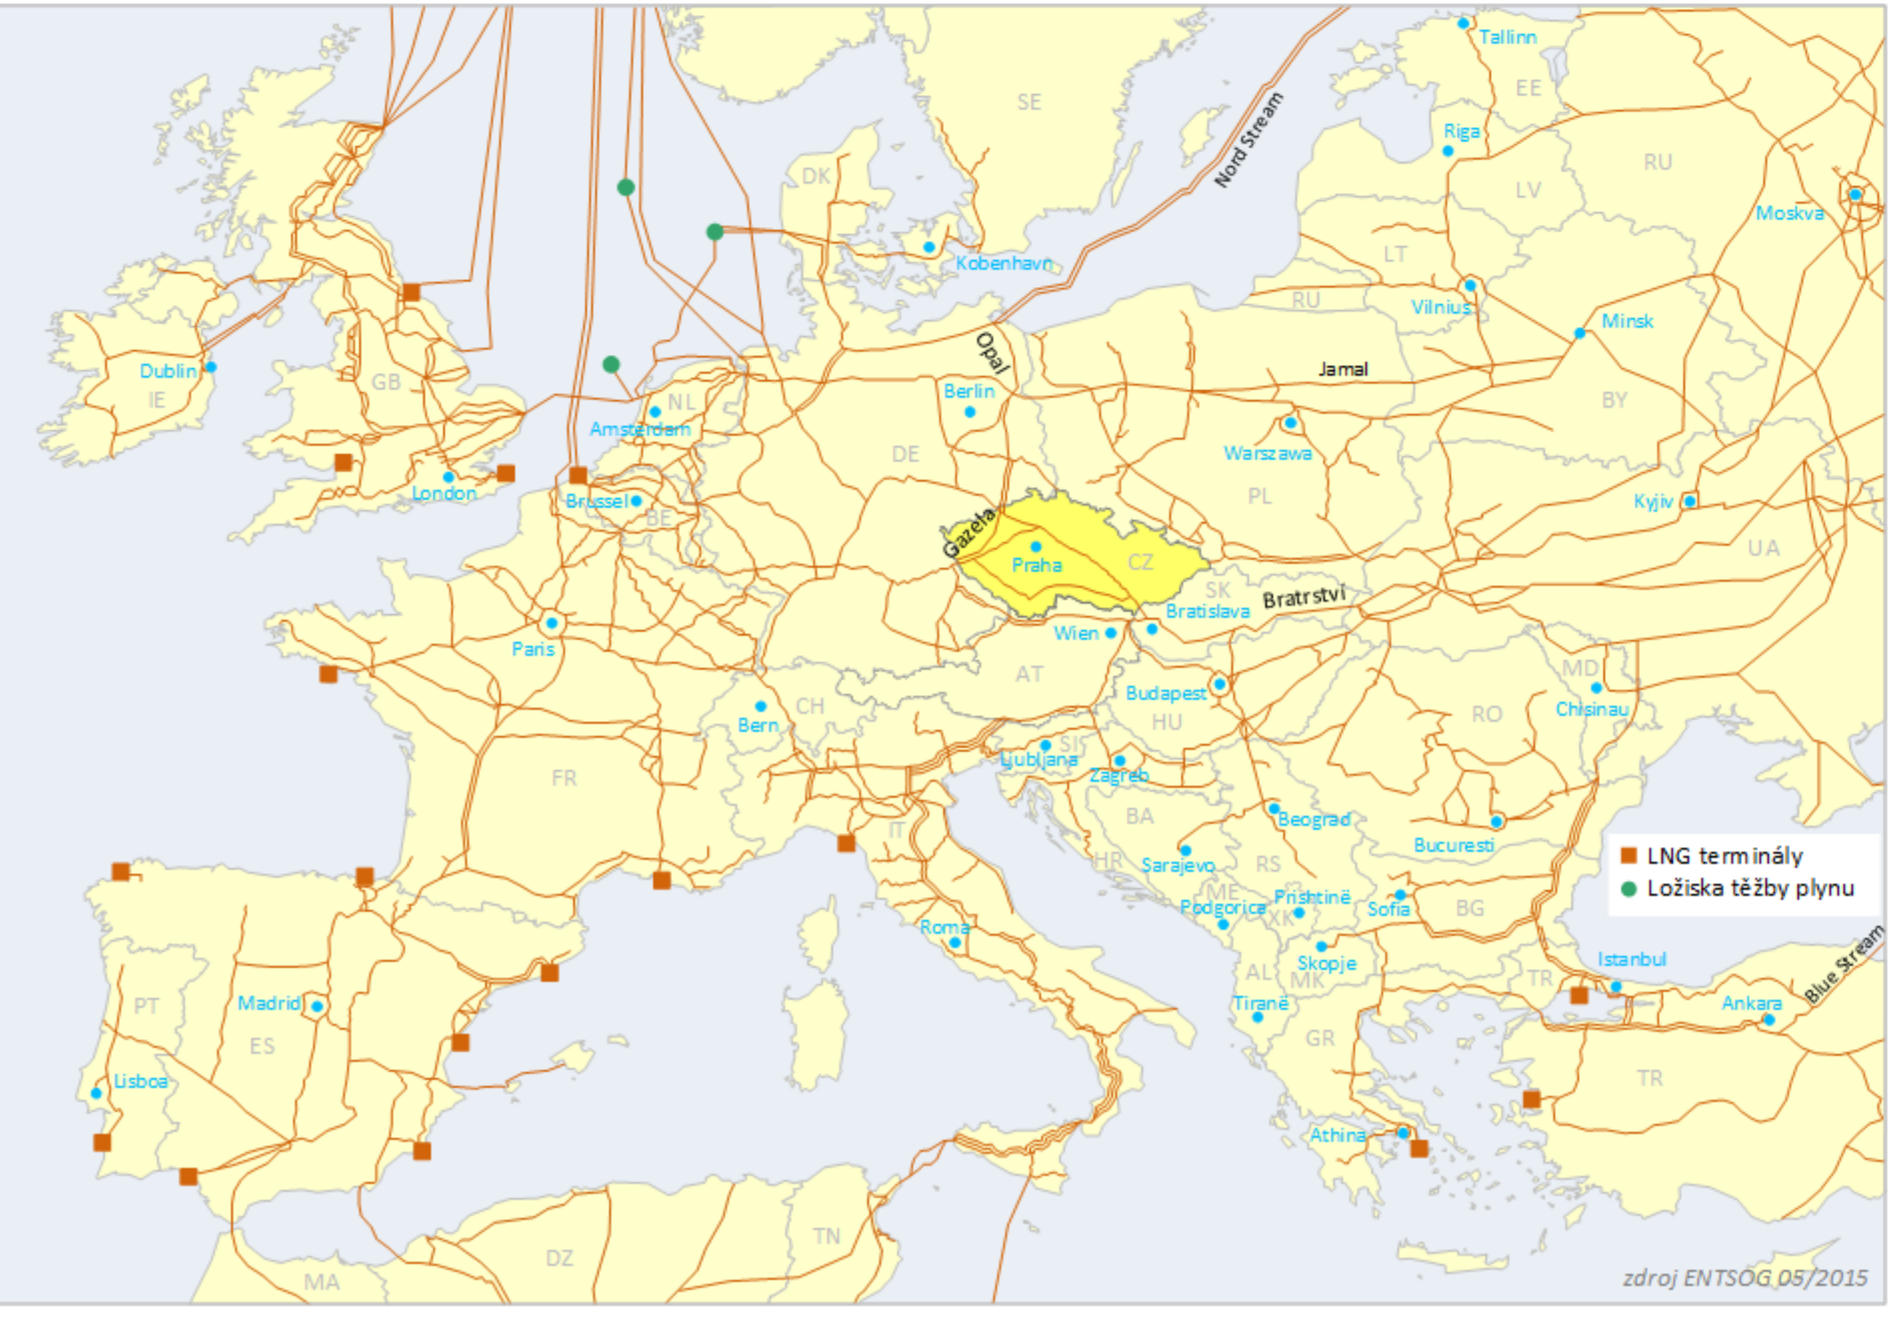 Tallinn
SE
EE
Nord Stream
Riga
RU
DK
LV
Moskva
LT
Kobenhavn
RU
Vilnius
Minsk
Opal
Dublin
GB
Jamal
IE
NL
Berlin
BY
Amsterdam
DE
Warszawa
London
Brussel
PL
Kyjiv
BE
Gazela
UA
Praha
CZ
SK
Bratrství
Bratislava
Paris
Wien
AT
MD
Budapest
CH
Chisinau
Bern
HU
RO
SI
Ljubljana
Zagreb
FR
BA
Beograd
IT
Bucuresti
LNG terminály
HR
Sarajevo
RS
Ložiska těžby plynu
ME
Prishtinë
Podgorica
XK
Sofia
BG
Roma
Skopje
Istanbul
Blue Stream
AL
MK
TR
PT
Madrid
Tiranë
Ankara
ES
GR
Lisboa
TR
Athina
TN
DZ
MA
zdroj ENTSOG 05/2015